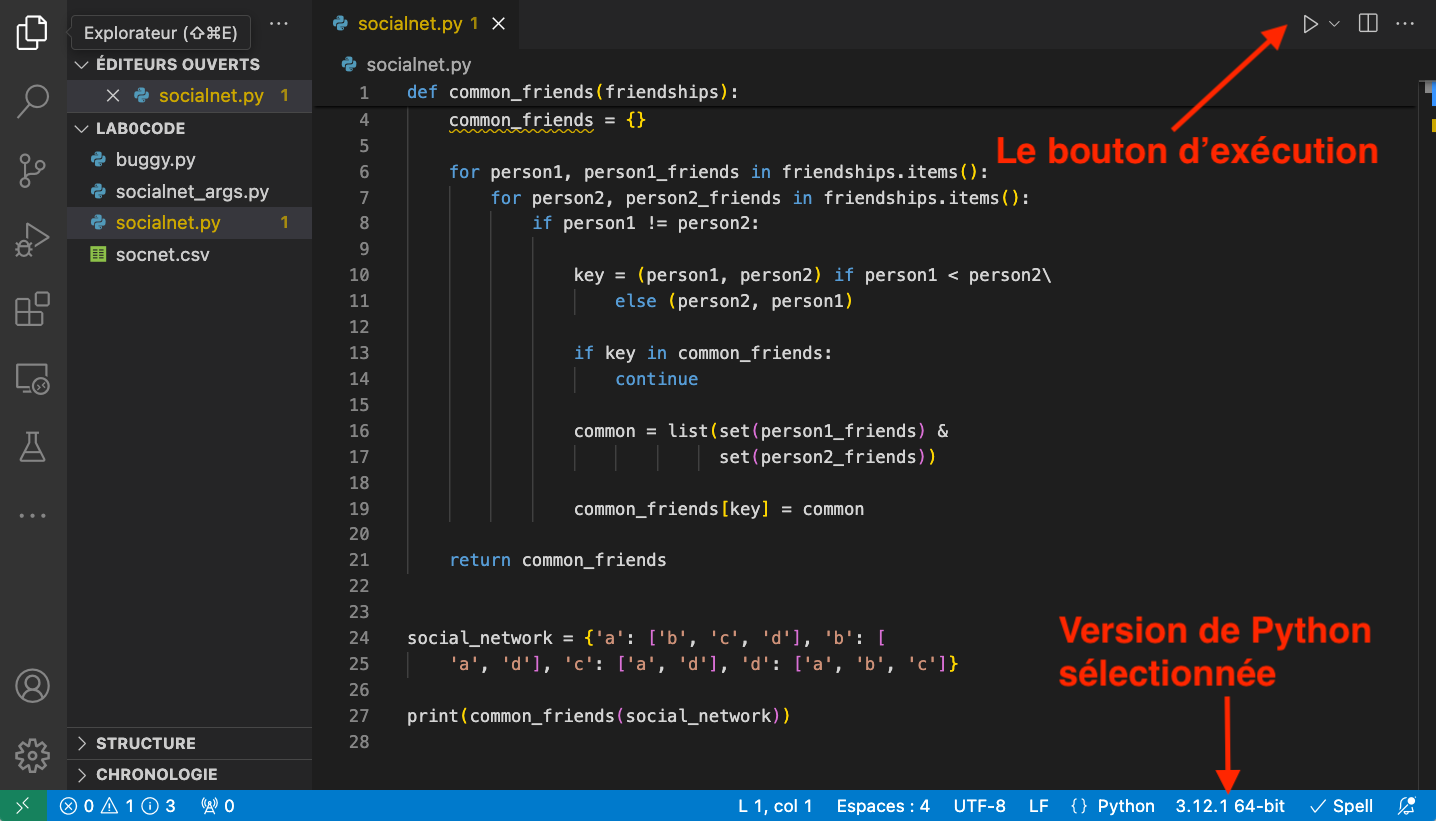 Explorateur (⇧⌘E)
socialnet.py 1
ÉDITEURS OUVERTS
socialnet.py 1
LAB0CODE
buggy.py
socialnet_args.py
socialnet.py 1
socnet.csv
STRUCTURE
CHRONOLOGIE
socialnet.py
1 def common_friends(friendships):
4 common_friends = {}
5
6 for person1, person1_friends in friendships.items():
7 for person2, person2_friends in friendships.items():
8 if person1 != person2:
9
10 key = (person1, person2) if person1 < person2\
11 else (person2, person1)
12
13 if key in common_friends:
14 continue
15
16 common = list(set(person1_friends) &
17 set(person2_friends))
18
19 common_friends[key] = common
20
21 return common_friends
22
23
24 social_network = {'a': ['b', 'c', 'd'], 'b': [
25 'a', 'd'], 'c': ['a', 'd'], 'd': ['a', 'b', 'c']}
26
27 print(common_friends(social_network))
28
Le bouton d’exécution
Version de Python
sélectionnée
0 1 3 0 L 1, col 1 Espaces : 4 UTF-8 LF {} Python 3.12.1 64-bit Spell